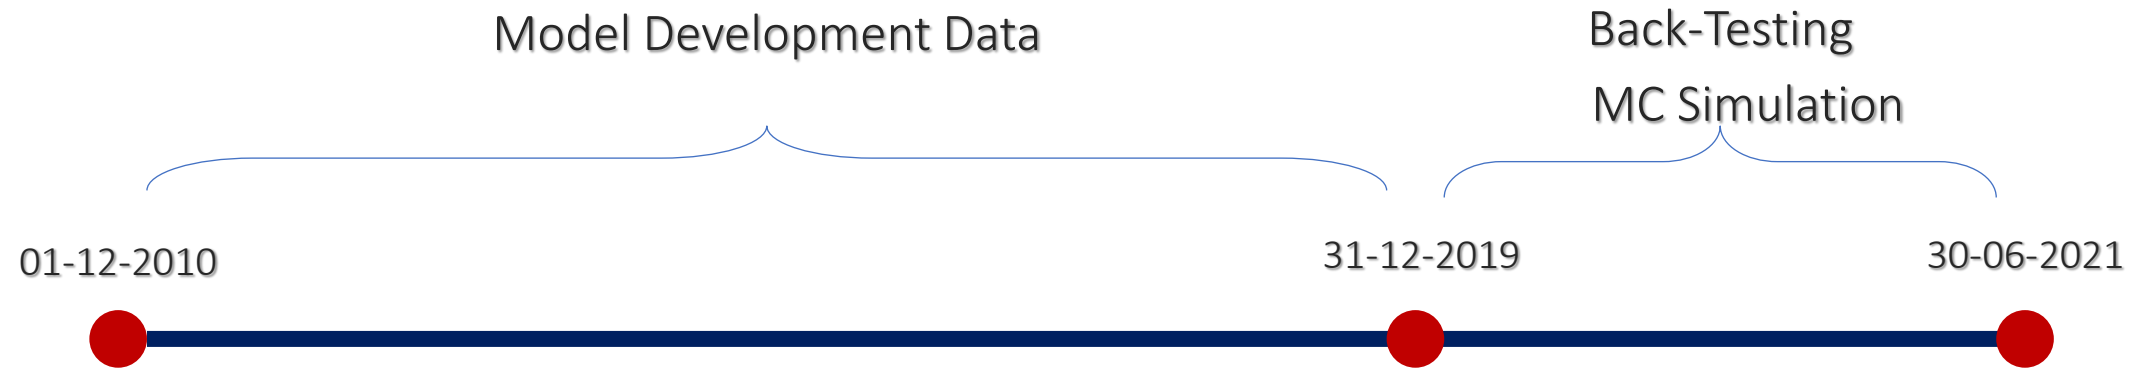 Model Development Data
Back-Testing
MC Simulation
01-12-2010
31-12-2019
30-06-2021